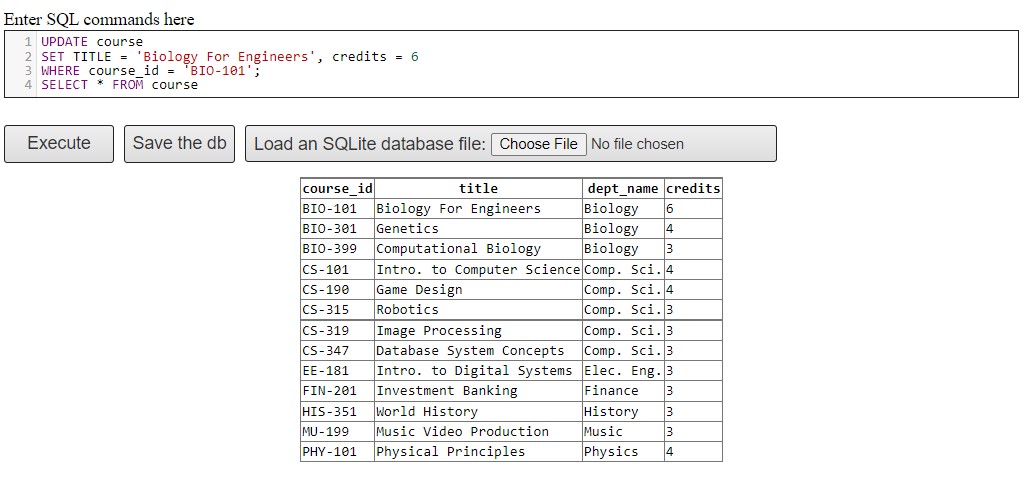 Enter SQL commands here
1 UPDATE course
2 SET TITLE = 'Biology For Engineers', credits = 6
3 WHERE course_id = 'BIO-101';
4 SELECT * FROM course
Execute Save the db Load an SQLite database file: Choose File No file chosen
course_id title dept_name credits
BIO-101 Biology For Engineers Biology 6
BIO-301 Genetics Biology 4
BIO-399 Computational Biology Biology 3
CS-101 Intro. to Computer Science Comp. Sci. 4
CS-190 Game Design Comp. Sci. 4
CS-315 Robotics Comp. Sci. 3
CS-319 Image Processing Comp. Sci. 3
CS-347 Database System Concepts Comp. Sci. 3
EE-181 Intro. to Digital Systems Elec. Eng. 3
FIN-201 Investment Banking Finance 3
HIS-351 World History History 3
MU-199 Music Video Production Music 3
PHY-101 Physical Principles Physics 4